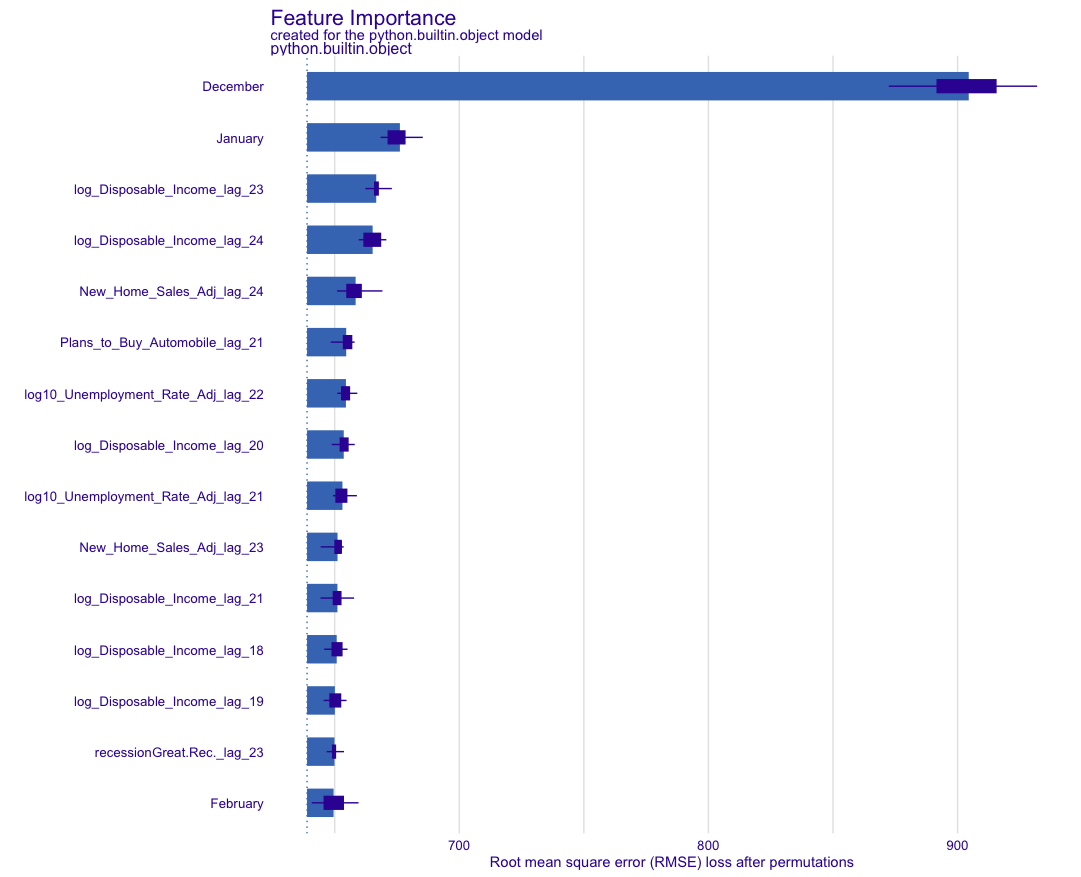 Feature Importance
created for the python.builtin.object model
python.builtin.object
December
January
log_Disposable_Income_lag_23
log_Disposable_Income_lag_24
New_Home_Sales_Adj_lag_24
Plans_to_Buy_Automobile_lag_21
log10_Unemployment_Rate_Adj_lag_22
log_Disposable_Income_lag_20
log10_Unemployment_Rate_Adj_lag_21
New_Home_Sales_Adj_lag_23
log_Disposable_Income_lag_21
log_Disposable_Income_lag_18
log_Disposable_Income_lag_19
recessionGreat.Rec._lag_23
February
700 800 900
Root mean square error (RMSE) loss after permutations